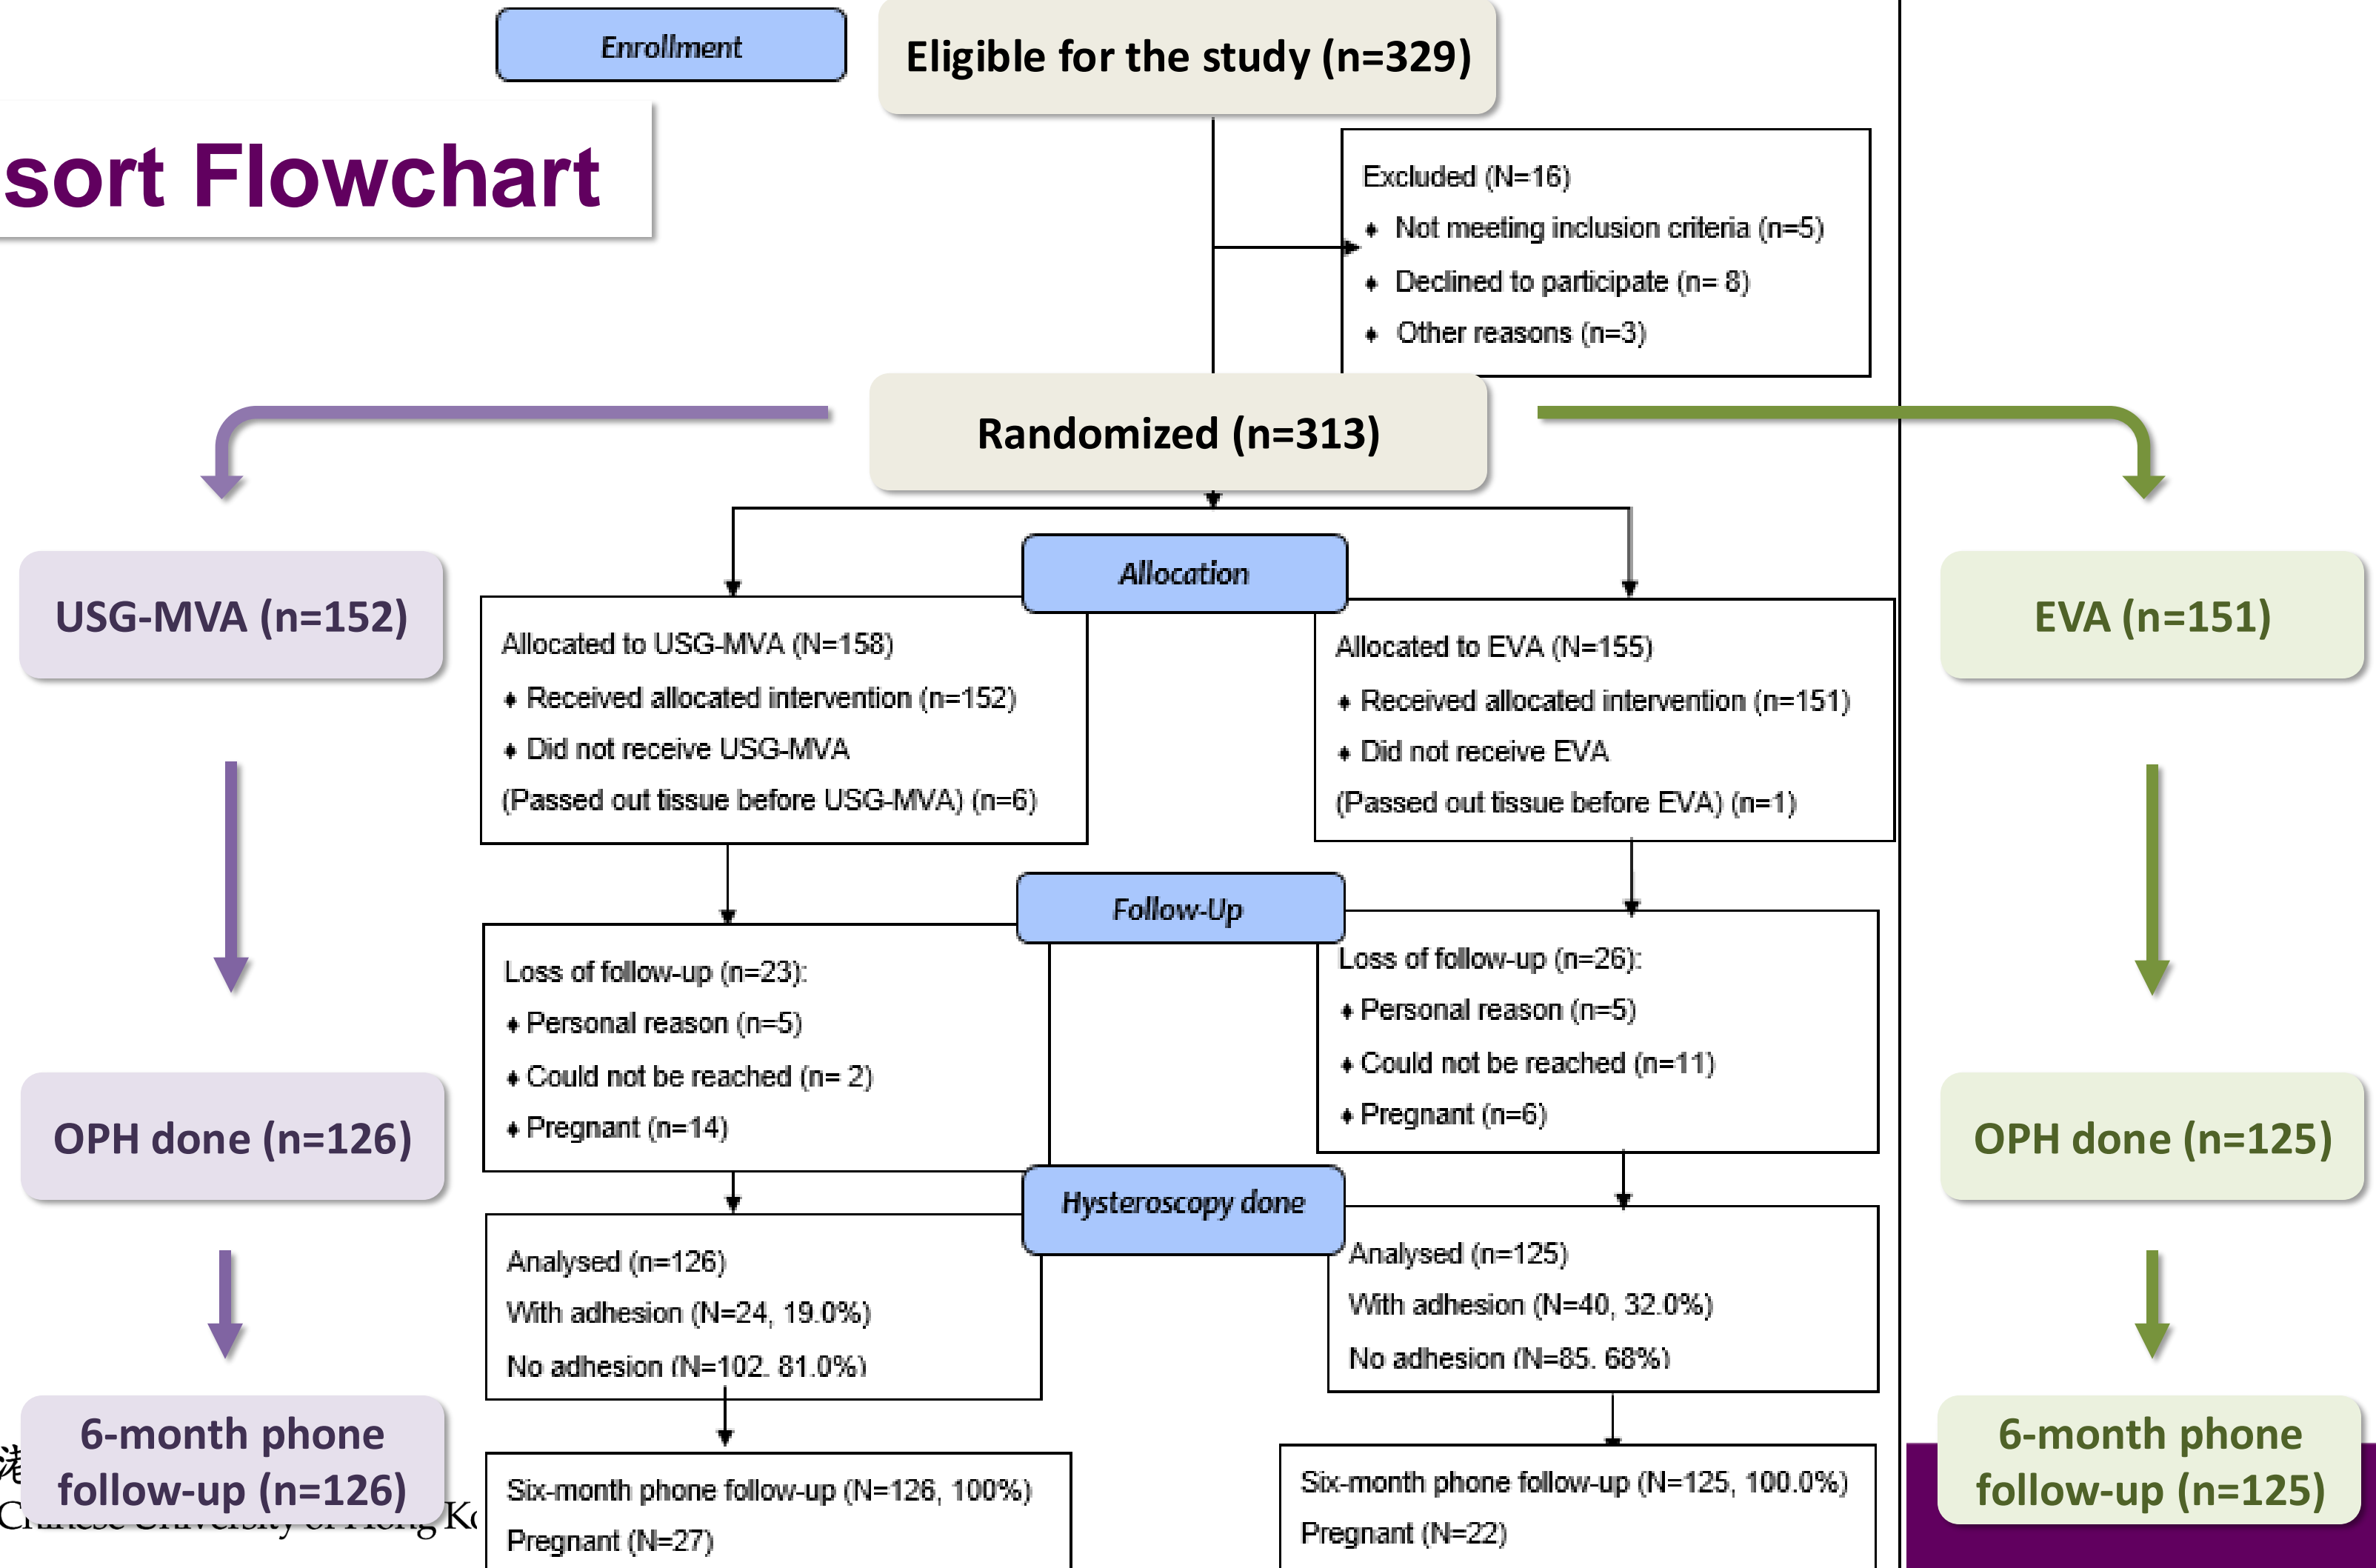 Enrollment
Eligible for the study (n=329)
sort Flowchart
Excluded (N=16)
♦ Not meeting inclusion criteria (n=5)
♦ Declined to participate (n= 8)
♦ Other reasons (n=3)
Randomized (n=313)
Allocation
USG-MVA (n=152)
Allocated to USG-MVA (N=158)
♦ Received allocated intervention (n=152)
♦ Did not receive USG-MVA
(Passed out tissue before USG-MVA) (n=6)
Allocated to EVA (N=155)
♦ Received allocated intervention (n=151)
♦ Did not receive EVA
(Passed out tissue before EVA) (n=1)
EVA (n=151)
Follow-Up
Loss of follow-up (n=23):
♦ Personal reason (n=5)
♦ Could not be reached (n= 2)
♦ Pregnant (n=14)
Loss of follow-up (n=26):
♦ Personal reason (n=5)
♦ Could not be reached (n=11)
♦ Pregnant (n=6)
OPH done (n=126)
OPH done (n=125)
Hysteroscopy done
Analysed (n=126)
With adhesion (N=24, 19.0%)
No adhesion (N=102. 81.0%)
Analysed (n=125)
With adhesion (N=40, 32.0%)
No adhesion (N=85. 68%)
6-month phone
follow-up (n=126)
Six-month phone follow-up (N=126, 100%)
Pregnant (N=27)
Six-month phone follow-up (N=125, 100.0%)
Pregnant (N=22)
6-month phone
follow-up (n=125)
港
Chinese University of Hong Ko